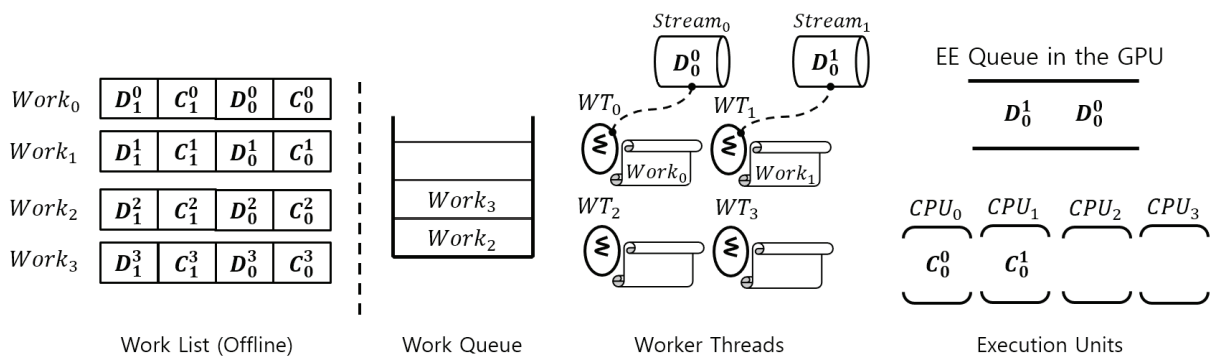 Stream₀ Stream₁
D₀⁰ D₀¹
EE Queue in the GPU
D₀¹ D₀⁰
Work₀ D₁⁰ C₁⁰ D₀⁰ C₀⁰
Work₁ D₁¹ C₁¹ D₀¹ C₀¹
Work₂ D₁² C₁² D₀² C₀²
Work₃ D₁³ C₁³ D₀³ C₀³
Work₃
Work₂
WT₀ WT₁
W W
Work₀ Work₁
WT₂ WT₃
W W
CPU₀ CPU₁ CPU₂ CPU₃
C₀⁰ C₀¹
Work List (Offline) Work Queue Worker Threads Execution Units